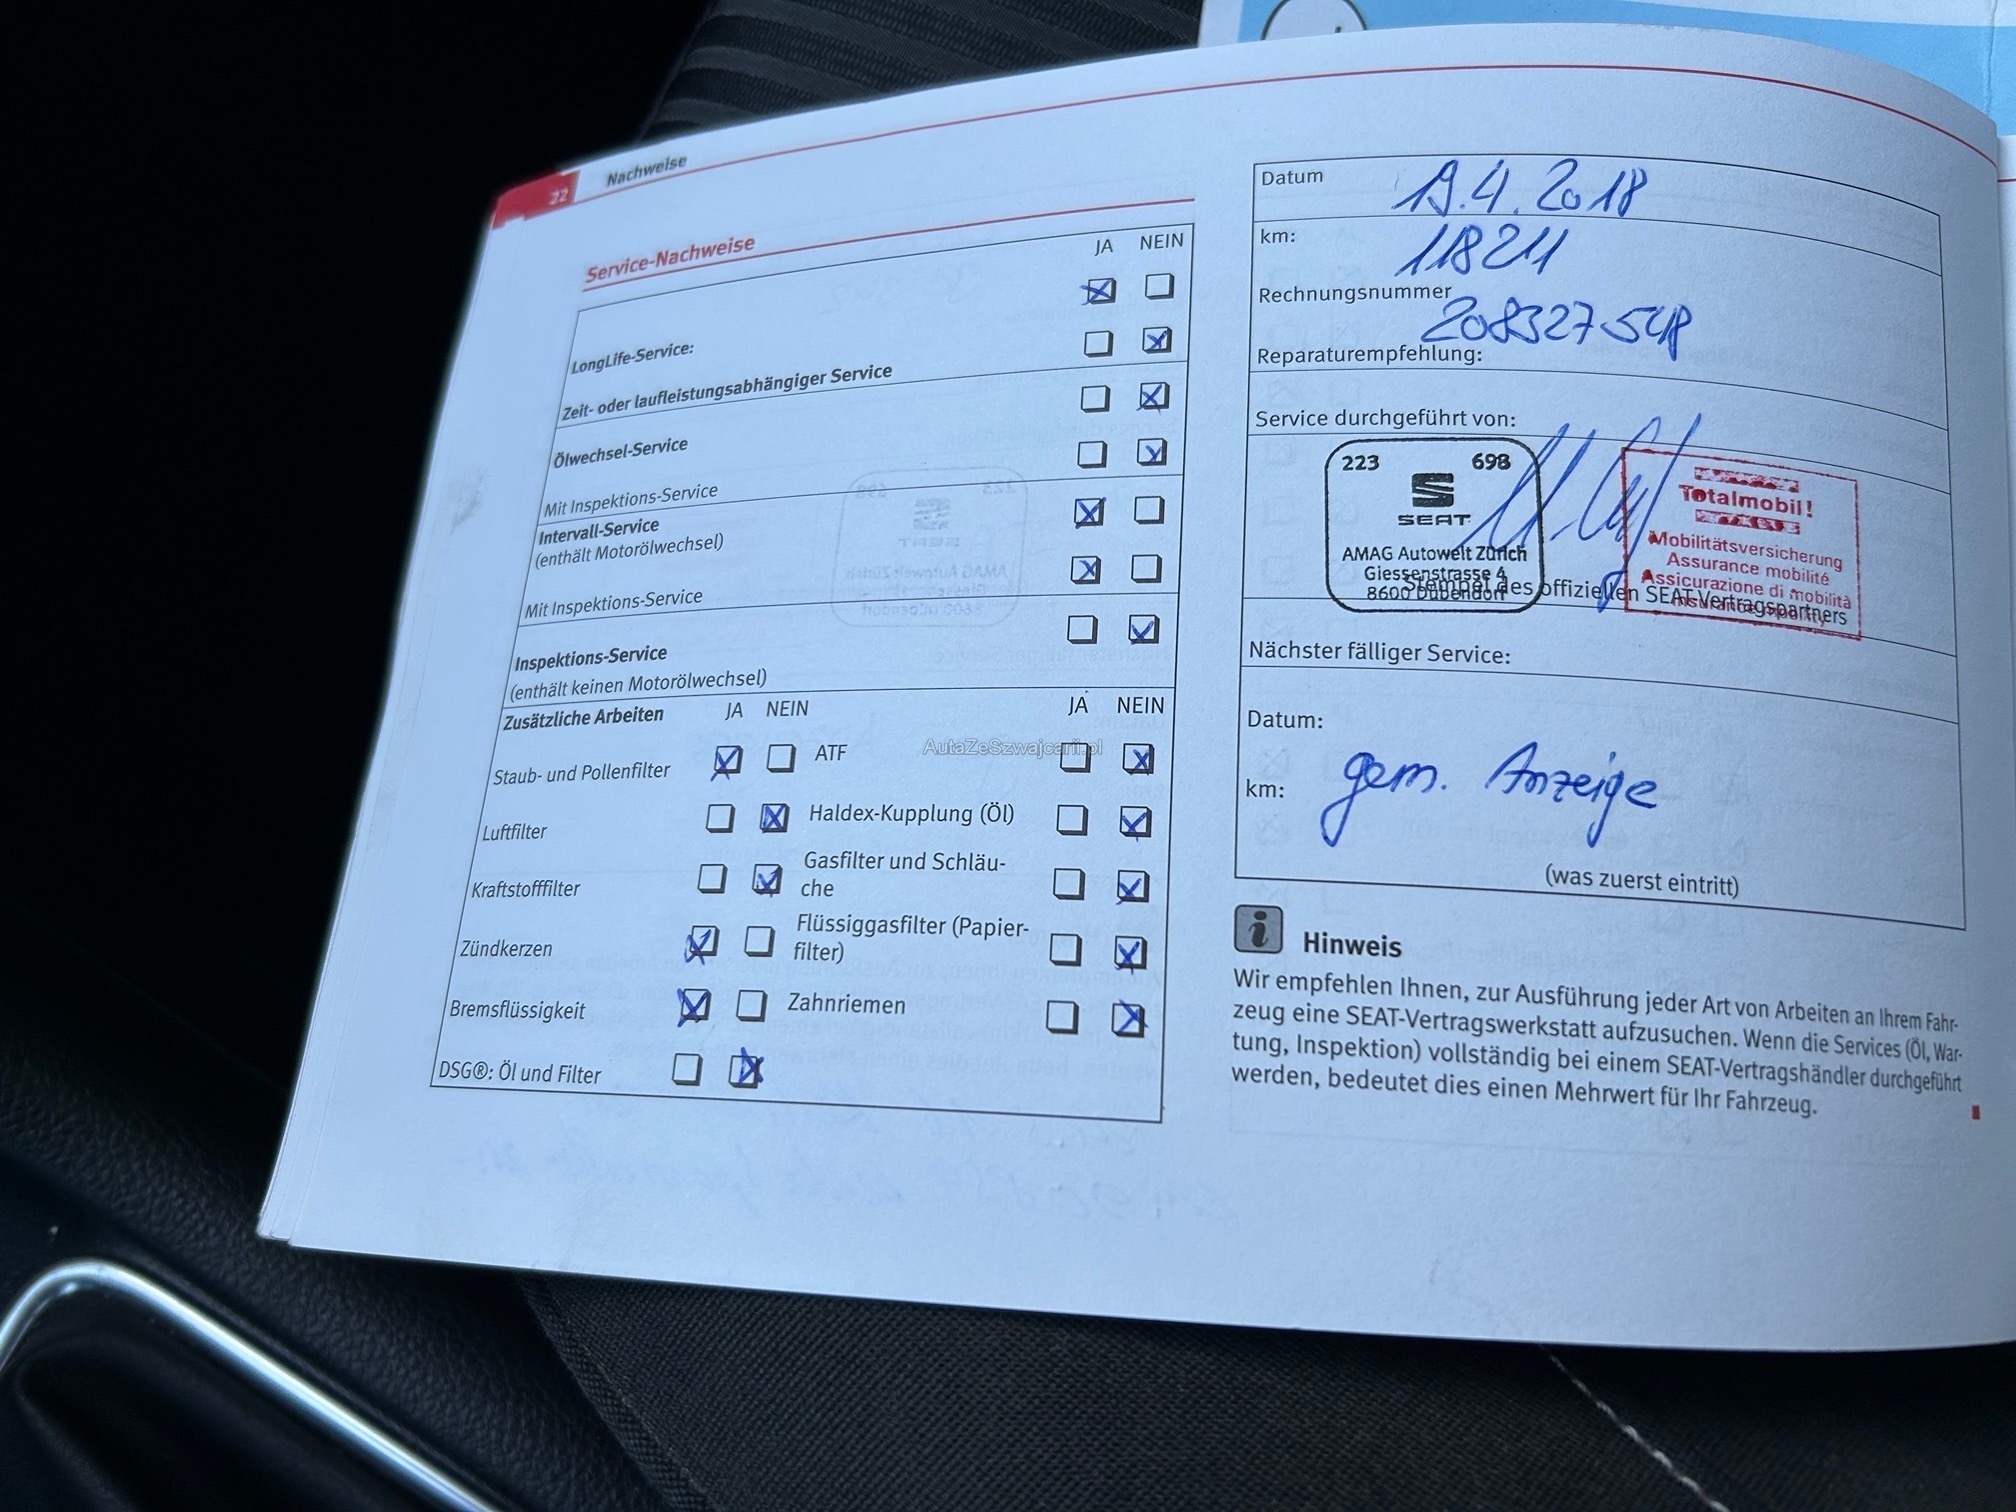 22
Nachweise
Service-Nachweise
JA NEIN
LongLife-Service:
Zeit- oder laufleistungsabhängiger Service
Ölwechsel-Service
Mit Inspektions-Service
Intervall-Service
(enthält Motorölwechsel)
Mit Inspektions-Service
Inspektions-Service
(enthält keinen Motorölwechsel)
Zusätzliche Arbeiten JA NEIN JA NEIN
Staub- und Pollenfilter ATF
Luftfilter Haldex-Kupplung (Öl)
Kraftstofffilter Gasfilter und Schläu-
che
Zündkerzen Flüssiggasfilter (Papier-
filter)
Bremsflüssigkeit Zahnriemen
DSG®: Öl und Filter
AutaZeSzwajcarii.pl
Datum 19.4.2018
km: 118211
Rechnungsnummer
208327548
Reparaturempfehlung:
Service durchgeführt von:
223 698
SEAT
AMAG Autowelt Zürich
Giessenstrasse 4
8600 Dübendorf
Totalmobil!
Mobilitätsversicherung
Assurance mobilité
Assicurazione di mobilità
Stempel des offiziellen SEAT-Vertragspartners
Nächster fälliger Service:
Datum:
km: gem. Anzeige
(was zuerst eintritt)
Hinweis
Wir empfehlen Ihnen, zur Ausführung jeder Art von Arbeiten an Ihrem Fahr-
zeug eine SEAT-Vertragswerkstatt aufzusuchen. Wenn die Services (Öl, War-
tung, Inspektion) vollständig bei einem SEAT-Vertragshändler durchgeführt
werden, bedeutet dies einen Mehrwert für Ihr Fahrzeug.